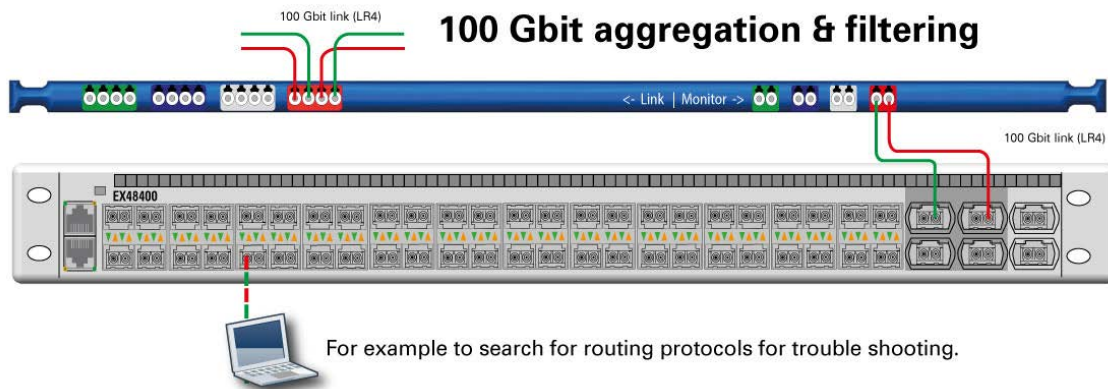 100 Gbit link (LR4)
100 Gbit aggregation & filtering
<- Link | Monitor ->
100 Gbit link (LR4)
EX48400
For example to search for routing protocols for trouble shooting.